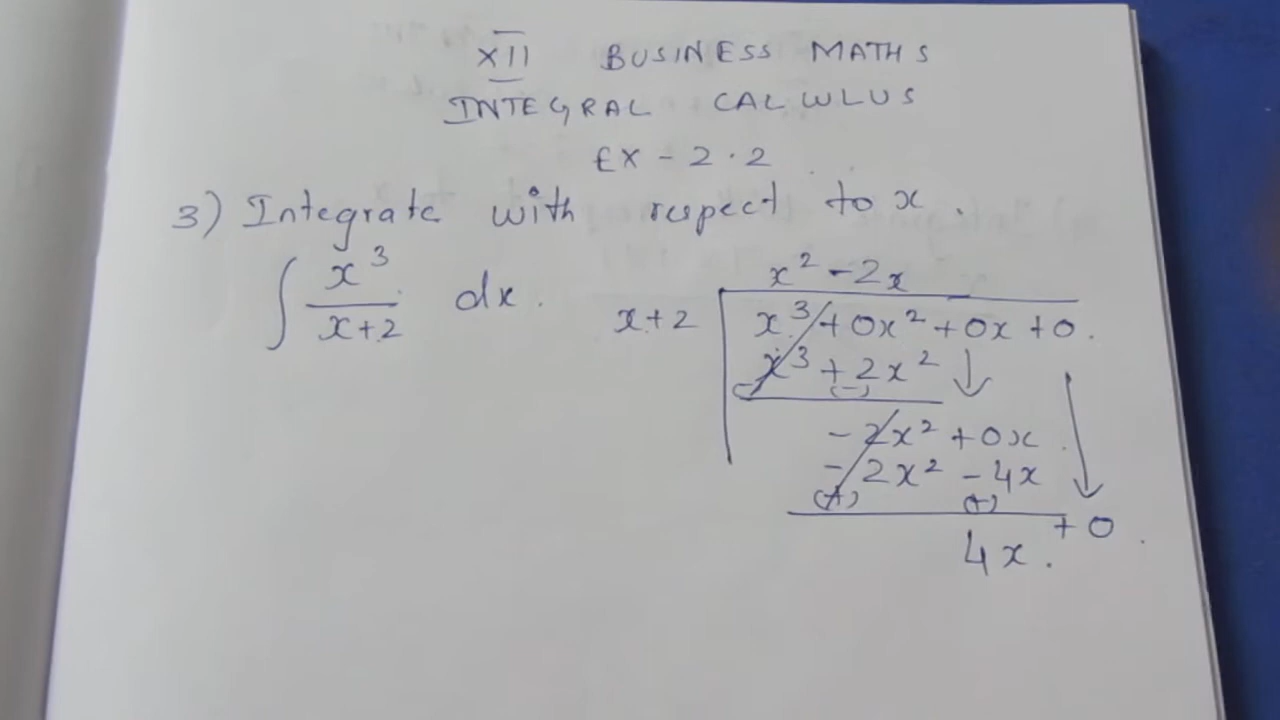 XII BUSINESS MATHS
INTEGRAL CALCULUS
EX - 2.2
3) Integrate with respect to x.
∫ x³/(x+2) dx.
x² - 2x
x+2
x³ + 0x² + 0x + 0.
x³ + 2x²
(-) (-)
- 2x² + 0x
- 2x² - 4x
(+) (+)
4x + 0